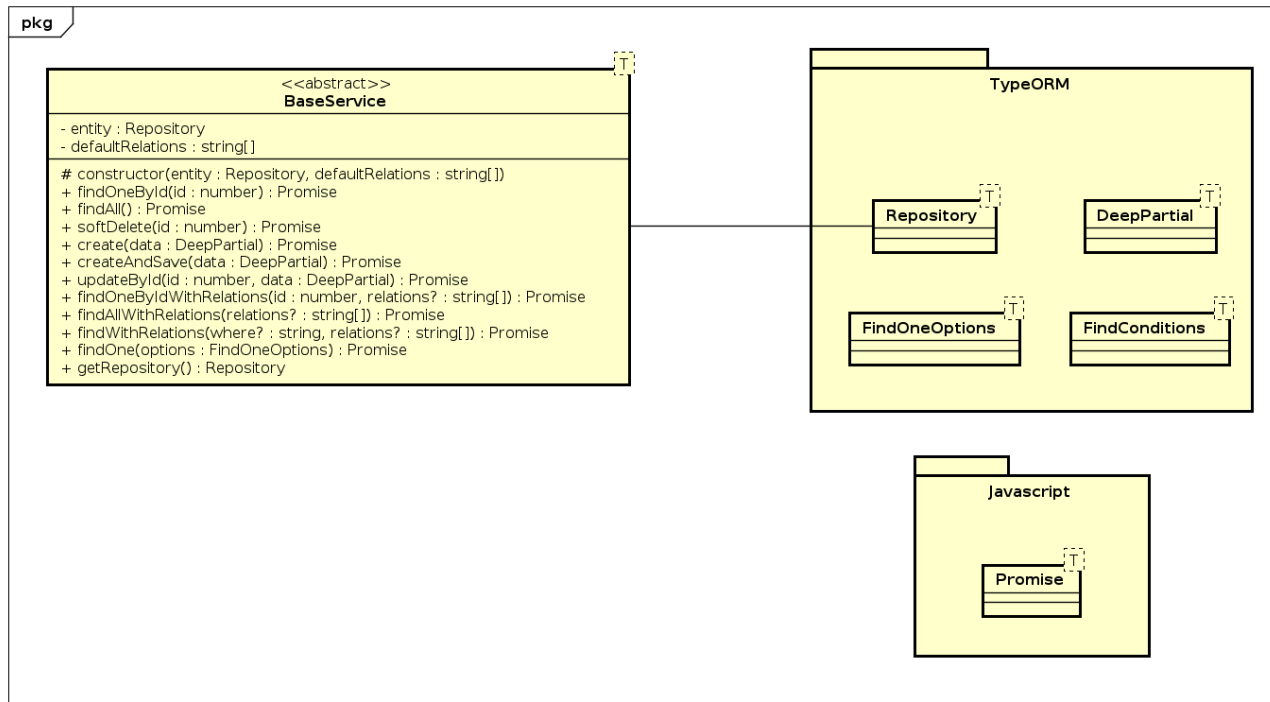 pkg
T
<<abstract>>
BaseService
- entity : Repository
- defaultRelations : string[]
# constructor(entity : Repository, defaultRelations : string[])
+ findOneById(id : number) : Promise
+ findAll() : Promise
+ softDelete(id : number) : Promise
+ create(data : DeepPartial) : Promise
+ createAndSave(data : DeepPartial) : Promise
+ updateById(id : number, data : DeepPartial) : Promise
+ findOneByIdWithRelations(id : number, relations? : string[]) : Promise
+ findAllWithRelations(relations? : string[]) : Promise
+ findWithRelations(where? : string, relations? : string[]) : Promise
+ findOne(options : FindOneOptions) : Promise
+ getRepository() : Repository
TypeORM
T
Repository
T
DeepPartial
T
FindOneOptions
T
FindConditions
Javascript
T
Promise